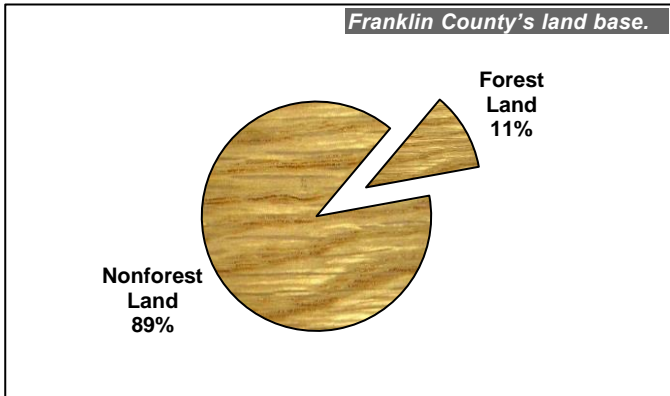 Franklin County's land base.
Forest
Land
11%
Nonforest
Land
89%